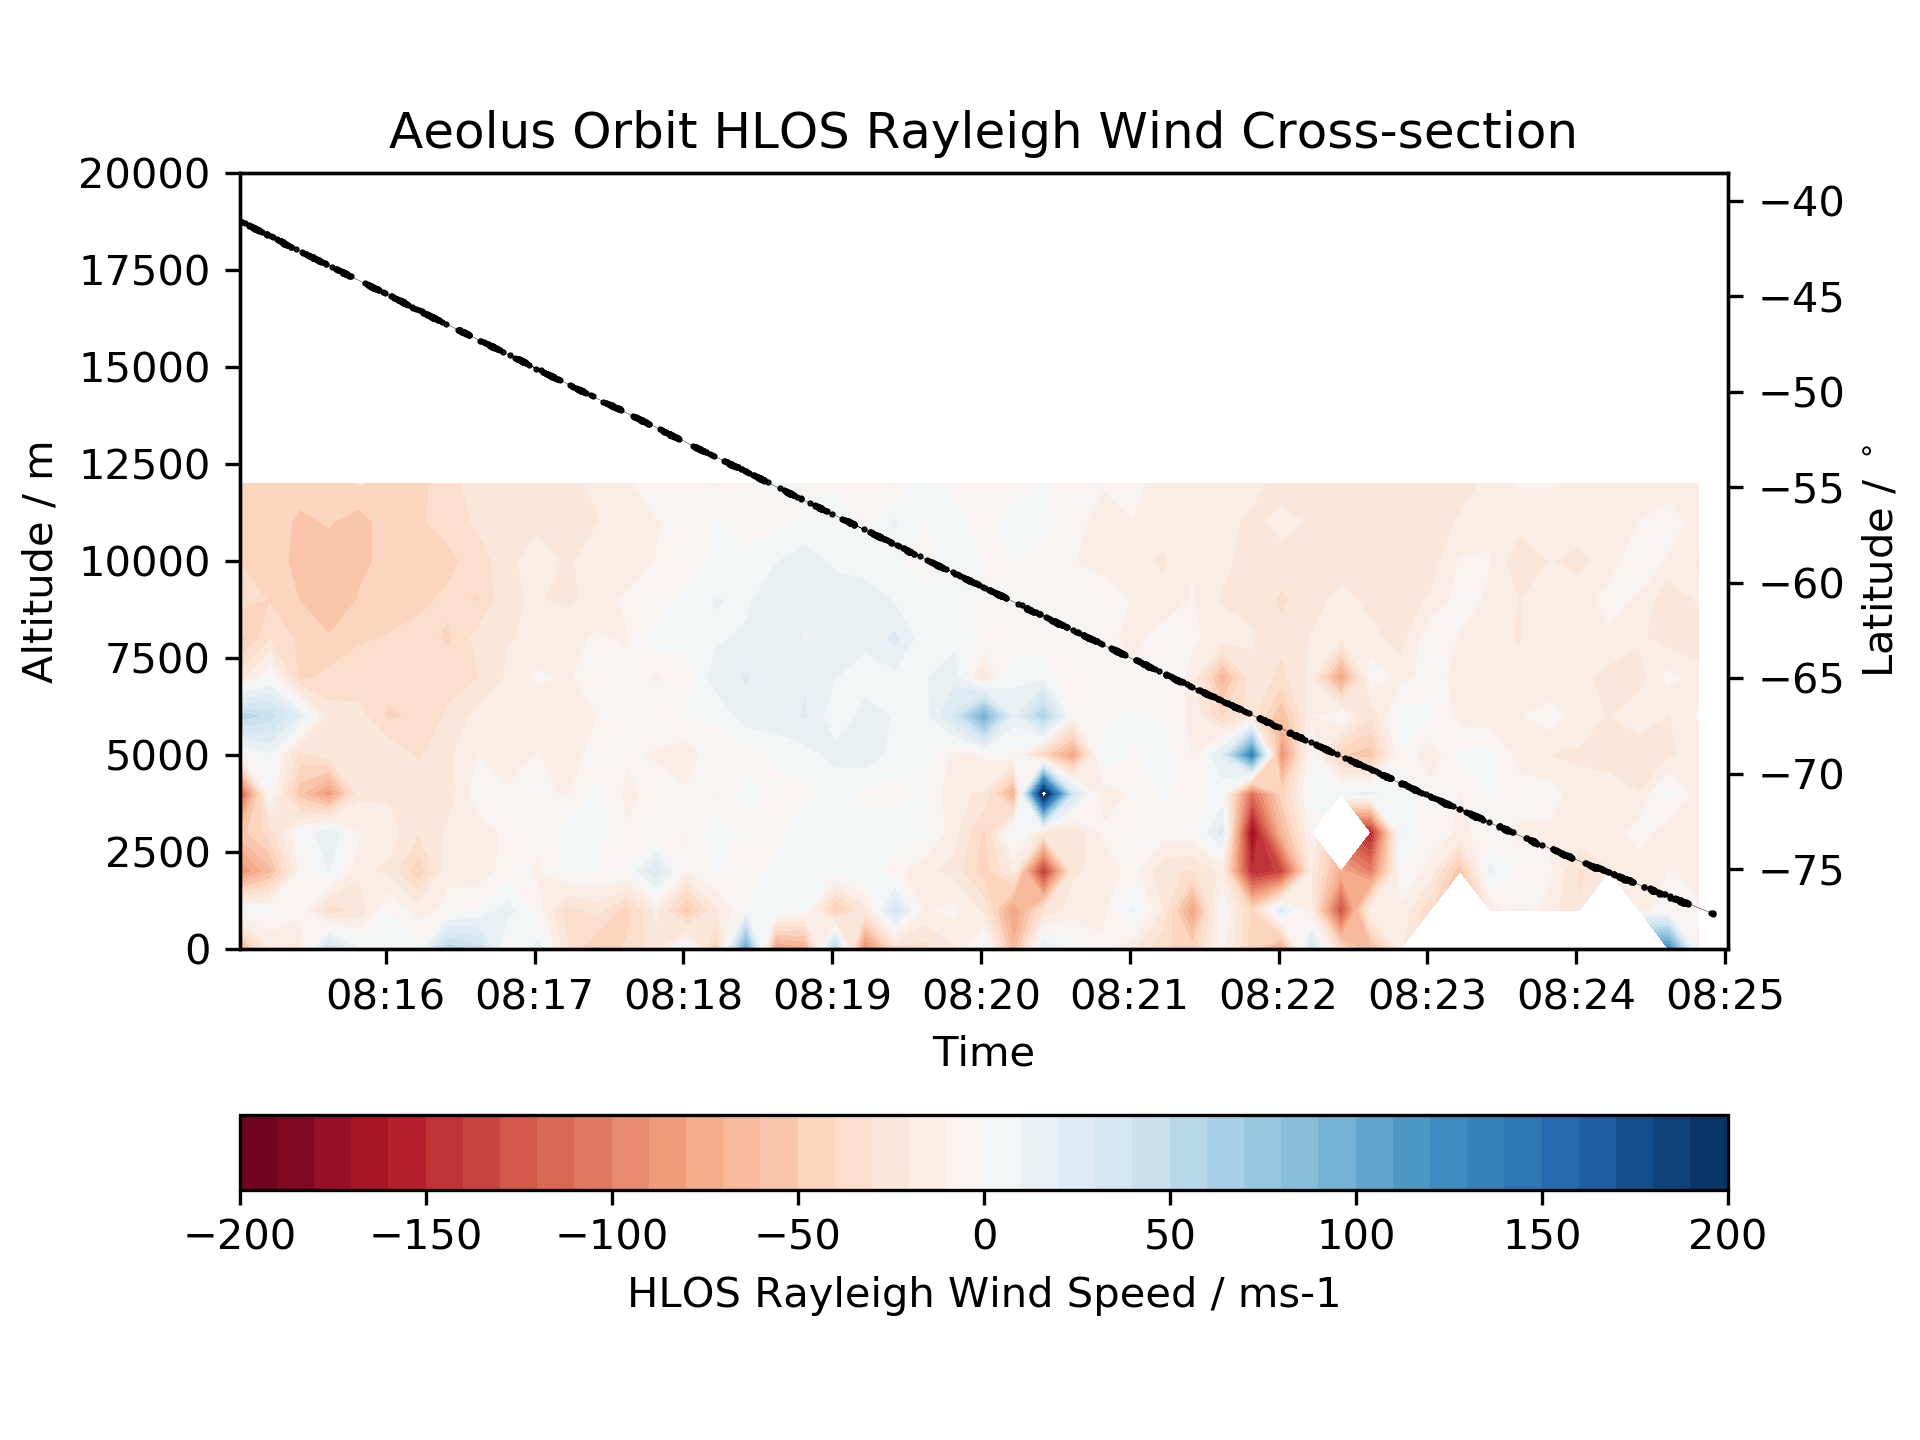 Aeolus Orbit HLOS Rayleigh Wind Cross-section
20000
17500
15000
12500
10000
7500
5000
2500
0
Altitude / m
−40
−45
−50
−55
−60
−65
−70
−75
Latitude / °
08:16 08:17 08:18 08:19 08:20 08:21 08:22 08:23 08:24 08:25
Time
−200 −150 −100 −50 0 50 100 150 200
HLOS Rayleigh Wind Speed / ms-1